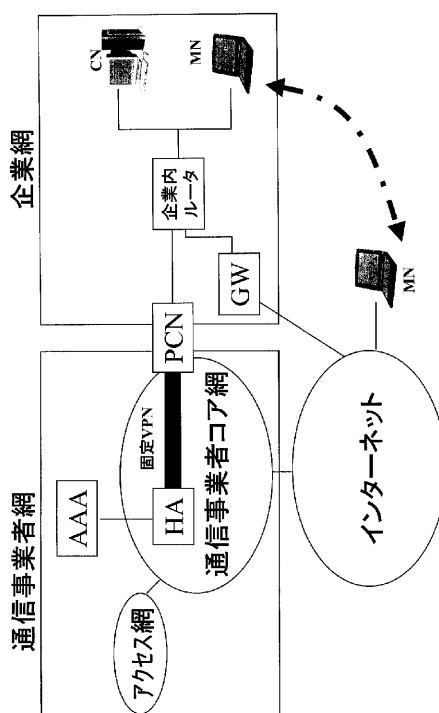 通信事業者網
AAA
HA
固定VPN
通信事業者コア網
アクセス網
インターネット
企業網
PCN
GW
企業内
ルータ
CN
MN
MN